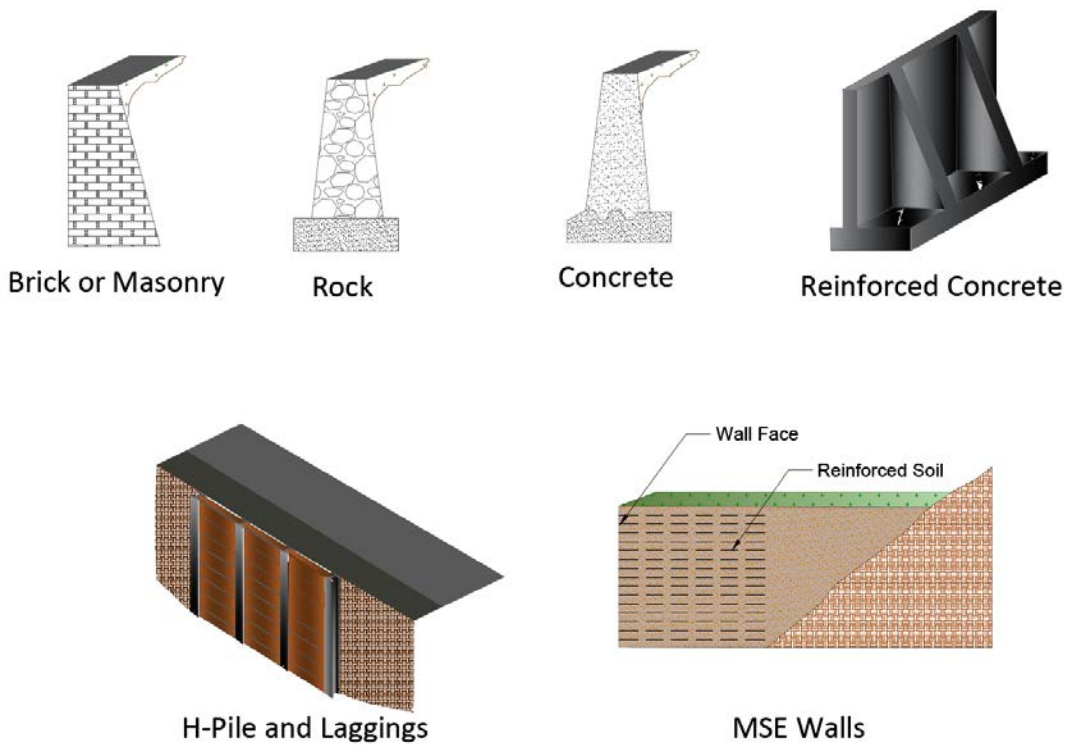 Brick or Masonry
Rock
Concrete
Reinforced Concrete
Wall Face
Reinforced Soil
H-Pile and Laggings
MSE Walls